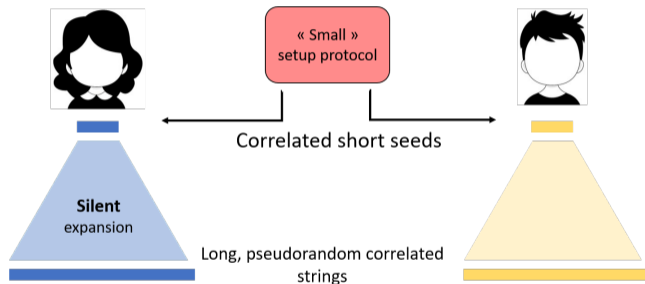 « Small »
setup protocol
Correlated short seeds
Silent
expansion
Long, pseudorandom correlated
strings